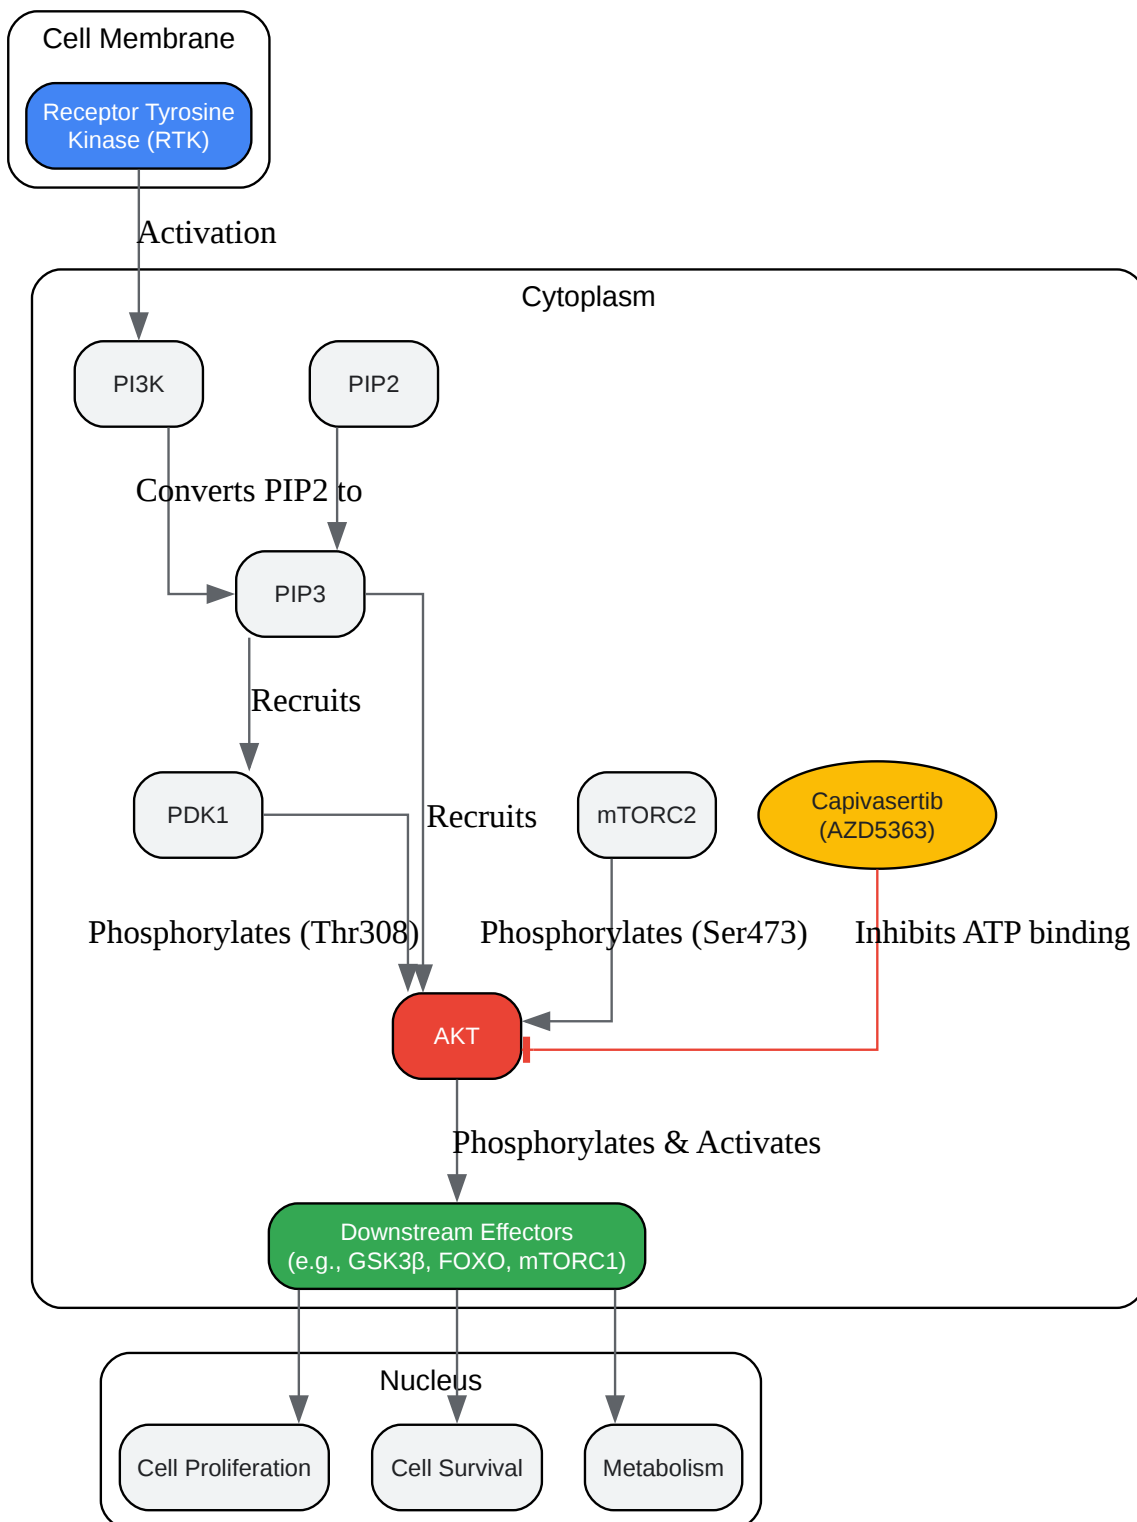 Cell Membrane
Receptor Tyrosine
Kinase (RTK)
Activation
Cytoplasm
PI3K
PIP2
Converts PIP2 to
PIP3
Recruits
PDK1
Recruits
mTORC2
Capivasertib
(AZD5363)
Phosphorylates (Thr308)
Phosphorylates (Ser473)
Inhibits ATP binding
AKT
Phosphorylates & Activates
Downstream Effectors
(e.g., GSK3β, FOXO, mTORC1)
Nucleus
Cell Proliferation
Cell Survival
Metabolism